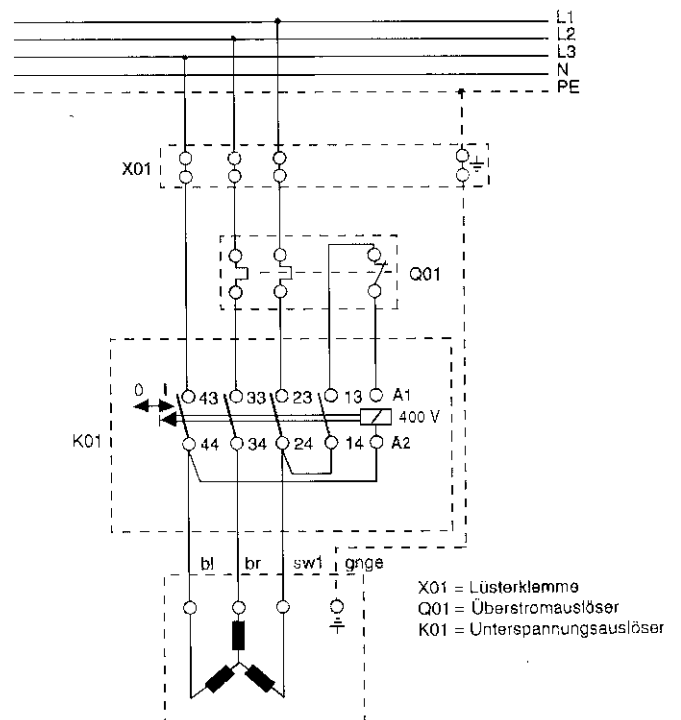 L1
L2
L3
N
PE
X01
Q01
0 I 43 33 23 13 A1
400 V
K01
44 34 24 14 A2
bl br sw1 gnge
X01 = Lüsterklemme
Q01 = Überstromauslöser
K01 = Unterspannungsauslöser